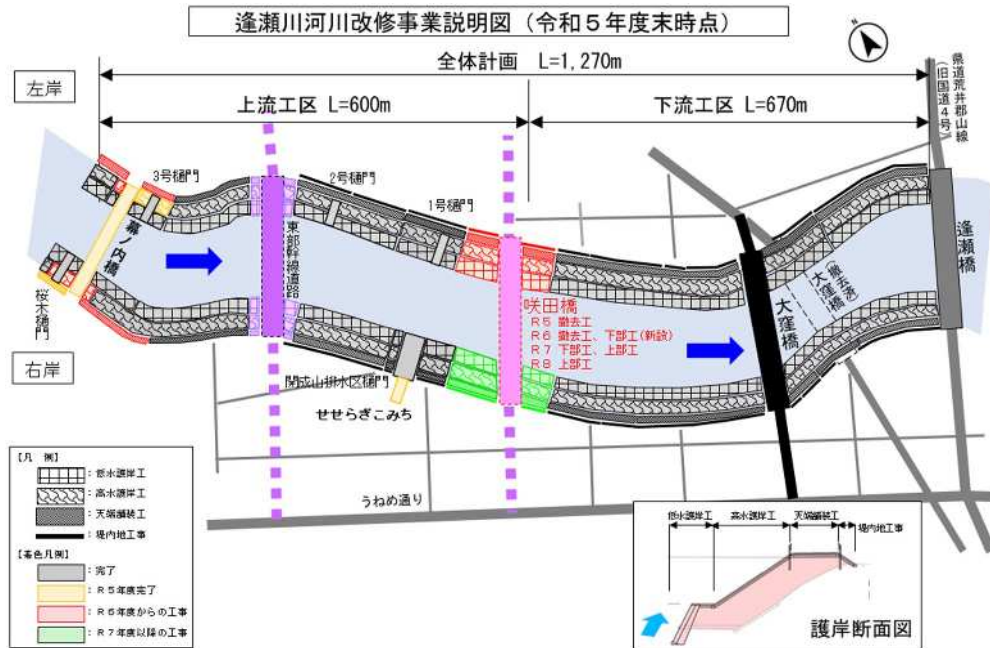 逢瀬川河川改修事業説明図(令和5年度末時点)
N
全体計画 L=1,270m
左岸
上流工区 L=600m
下流工区 L=670m
県道荒井郡山線
(旧国道4号)
3号樋門
2号樋門
1号樋門
幕ノ内橋
東部幹線道路
逢瀬橋
桜木樋門
咲田橋
R5 撤去工
R6 撤去工、下部工(新設)
R7 下部工、上部工
R8 上部工
大窪橋
大窪橋
(撤去済)
右岸
開成山排水区樋門
せせらぎこみち
うねめ通り
【凡 例】
:低水護岸工
:高水護岸工
:天端舗装工
:堤内地工事
【着色凡例】
:完了
:R5年度完了
:R6年度からの工事
:R7年度以降の工事
低水護岸工
高水護岸工
天端舗装工
堤内地工事
護岸断面図